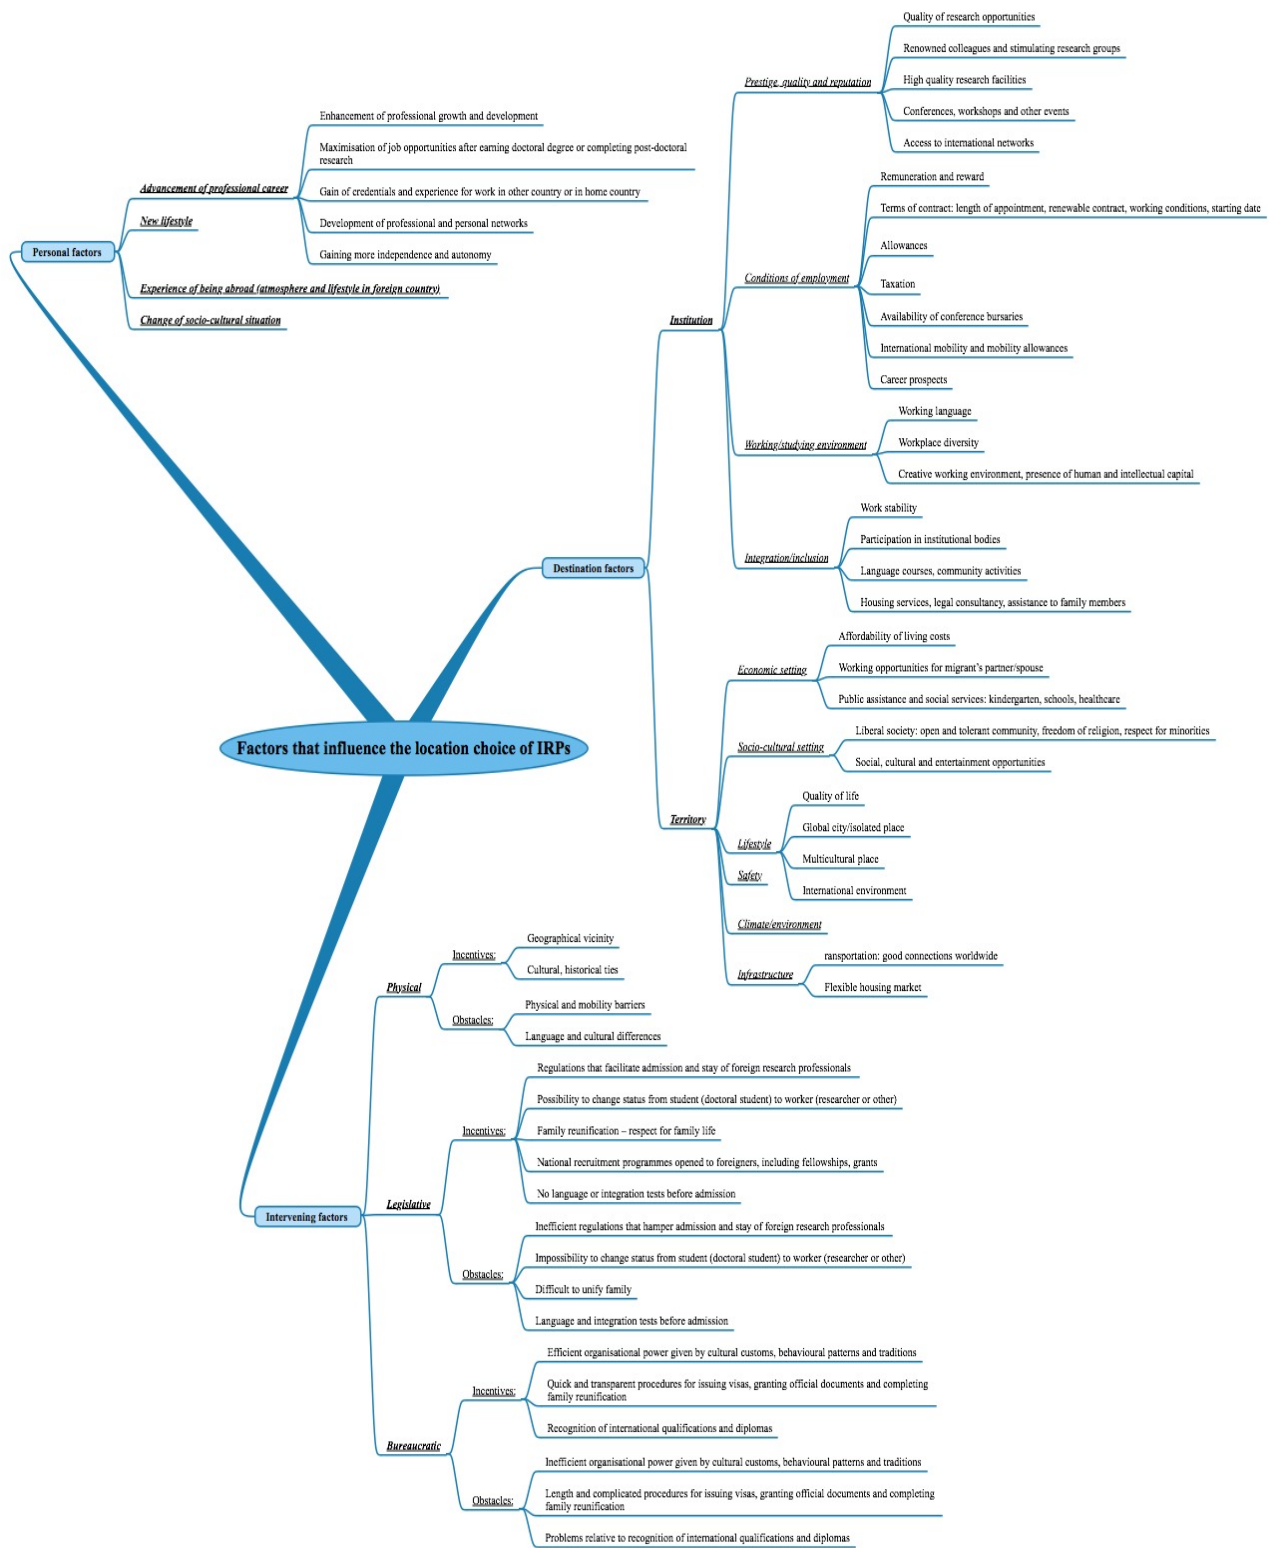 Factors that influence the location choice of IRPs
Personal factors
Advancement of professional career
Enhancement of professional growth and development
Maximisation of job opportunities after earning doctoral degree or completing post-doctoral
research
Gain of credentials and experience for work in other country or in home country
Development of professional and personal networks
Gaining more independence and autonomy
New lifestyle
Experience of being abroad (atmosphere and lifestyle in foreign country)
Change of socio-cultural situation
Destination factors
Institution
Prestige, quality and reputation
Quality of research opportunities
Renowned colleagues and stimulating research groups
High quality research facilities
Conferences, workshops and other events
Access to international networks
Conditions of employment
Remuneration and reward
Terms of contract: length of appointment, renewable contract, working conditions, starting date
Allowances
Taxation
Availability of conference bursaries
International mobility and mobility allowances
Career prospects
Working/studying environment
Working language
Workplace diversity
Creative working environment, presence of human and intellectual capital
Integration/inclusion
Work stability
Participation in institutional bodies
Language courses, community activities
Housing services, legal consultancy, assistance to family members
Territory
Economic setting
Affordability of living costs
Working opportunities for migrant's partner/spouse
Public assistance and social services: kindergarten, schools, healthcare
Socio-cultural setting
Liberal society: open and tolerant community, freedom of religion, respect for minorities
Social, cultural and entertainment opportunities
Lifestyle
Quality of life
Global city/isolated place
Multicultural place
International environment
Safety
Climate/environment
Infrastructure
ransportation: good connections worldwide
Flexible housing market
Intervening factors
Physical
Incentives:
Geographical vicinity
Cultural, historical ties
Obstacles:
Physical and mobility barriers
Language and cultural differences
Legislative
Incentives:
Regulations that facilitate admission and stay of foreign research professionals
Possibility to change status from student (doctoral student) to worker (researcher or other)
Family reunification – respect for family life
National recruitment programmes opened to foreigners, including fellowships, grants
No language or integration tests before admission
Obstacles:
Inefficient regulations that hamper admission and stay of foreign research professionals
Impossibility to change status from student (doctoral student) to worker (researcher or other)
Difficult to unify family
Language and integration tests before admission
Bureaucratic
Incentives:
Efficient organisational power given by cultural customs, behavioural patterns and traditions
Quick and transparent procedures for issuing visas, granting official documents and completing
family reunification
Recognition of international qualifications and diplomas
Obstacles:
Inefficient organisational power given by cultural customs, behavioural patterns and traditions
Length and complicated procedures for issuing visas, granting official documents and completing
family reunification
Problems relative to recognition of international qualifications and diplomas